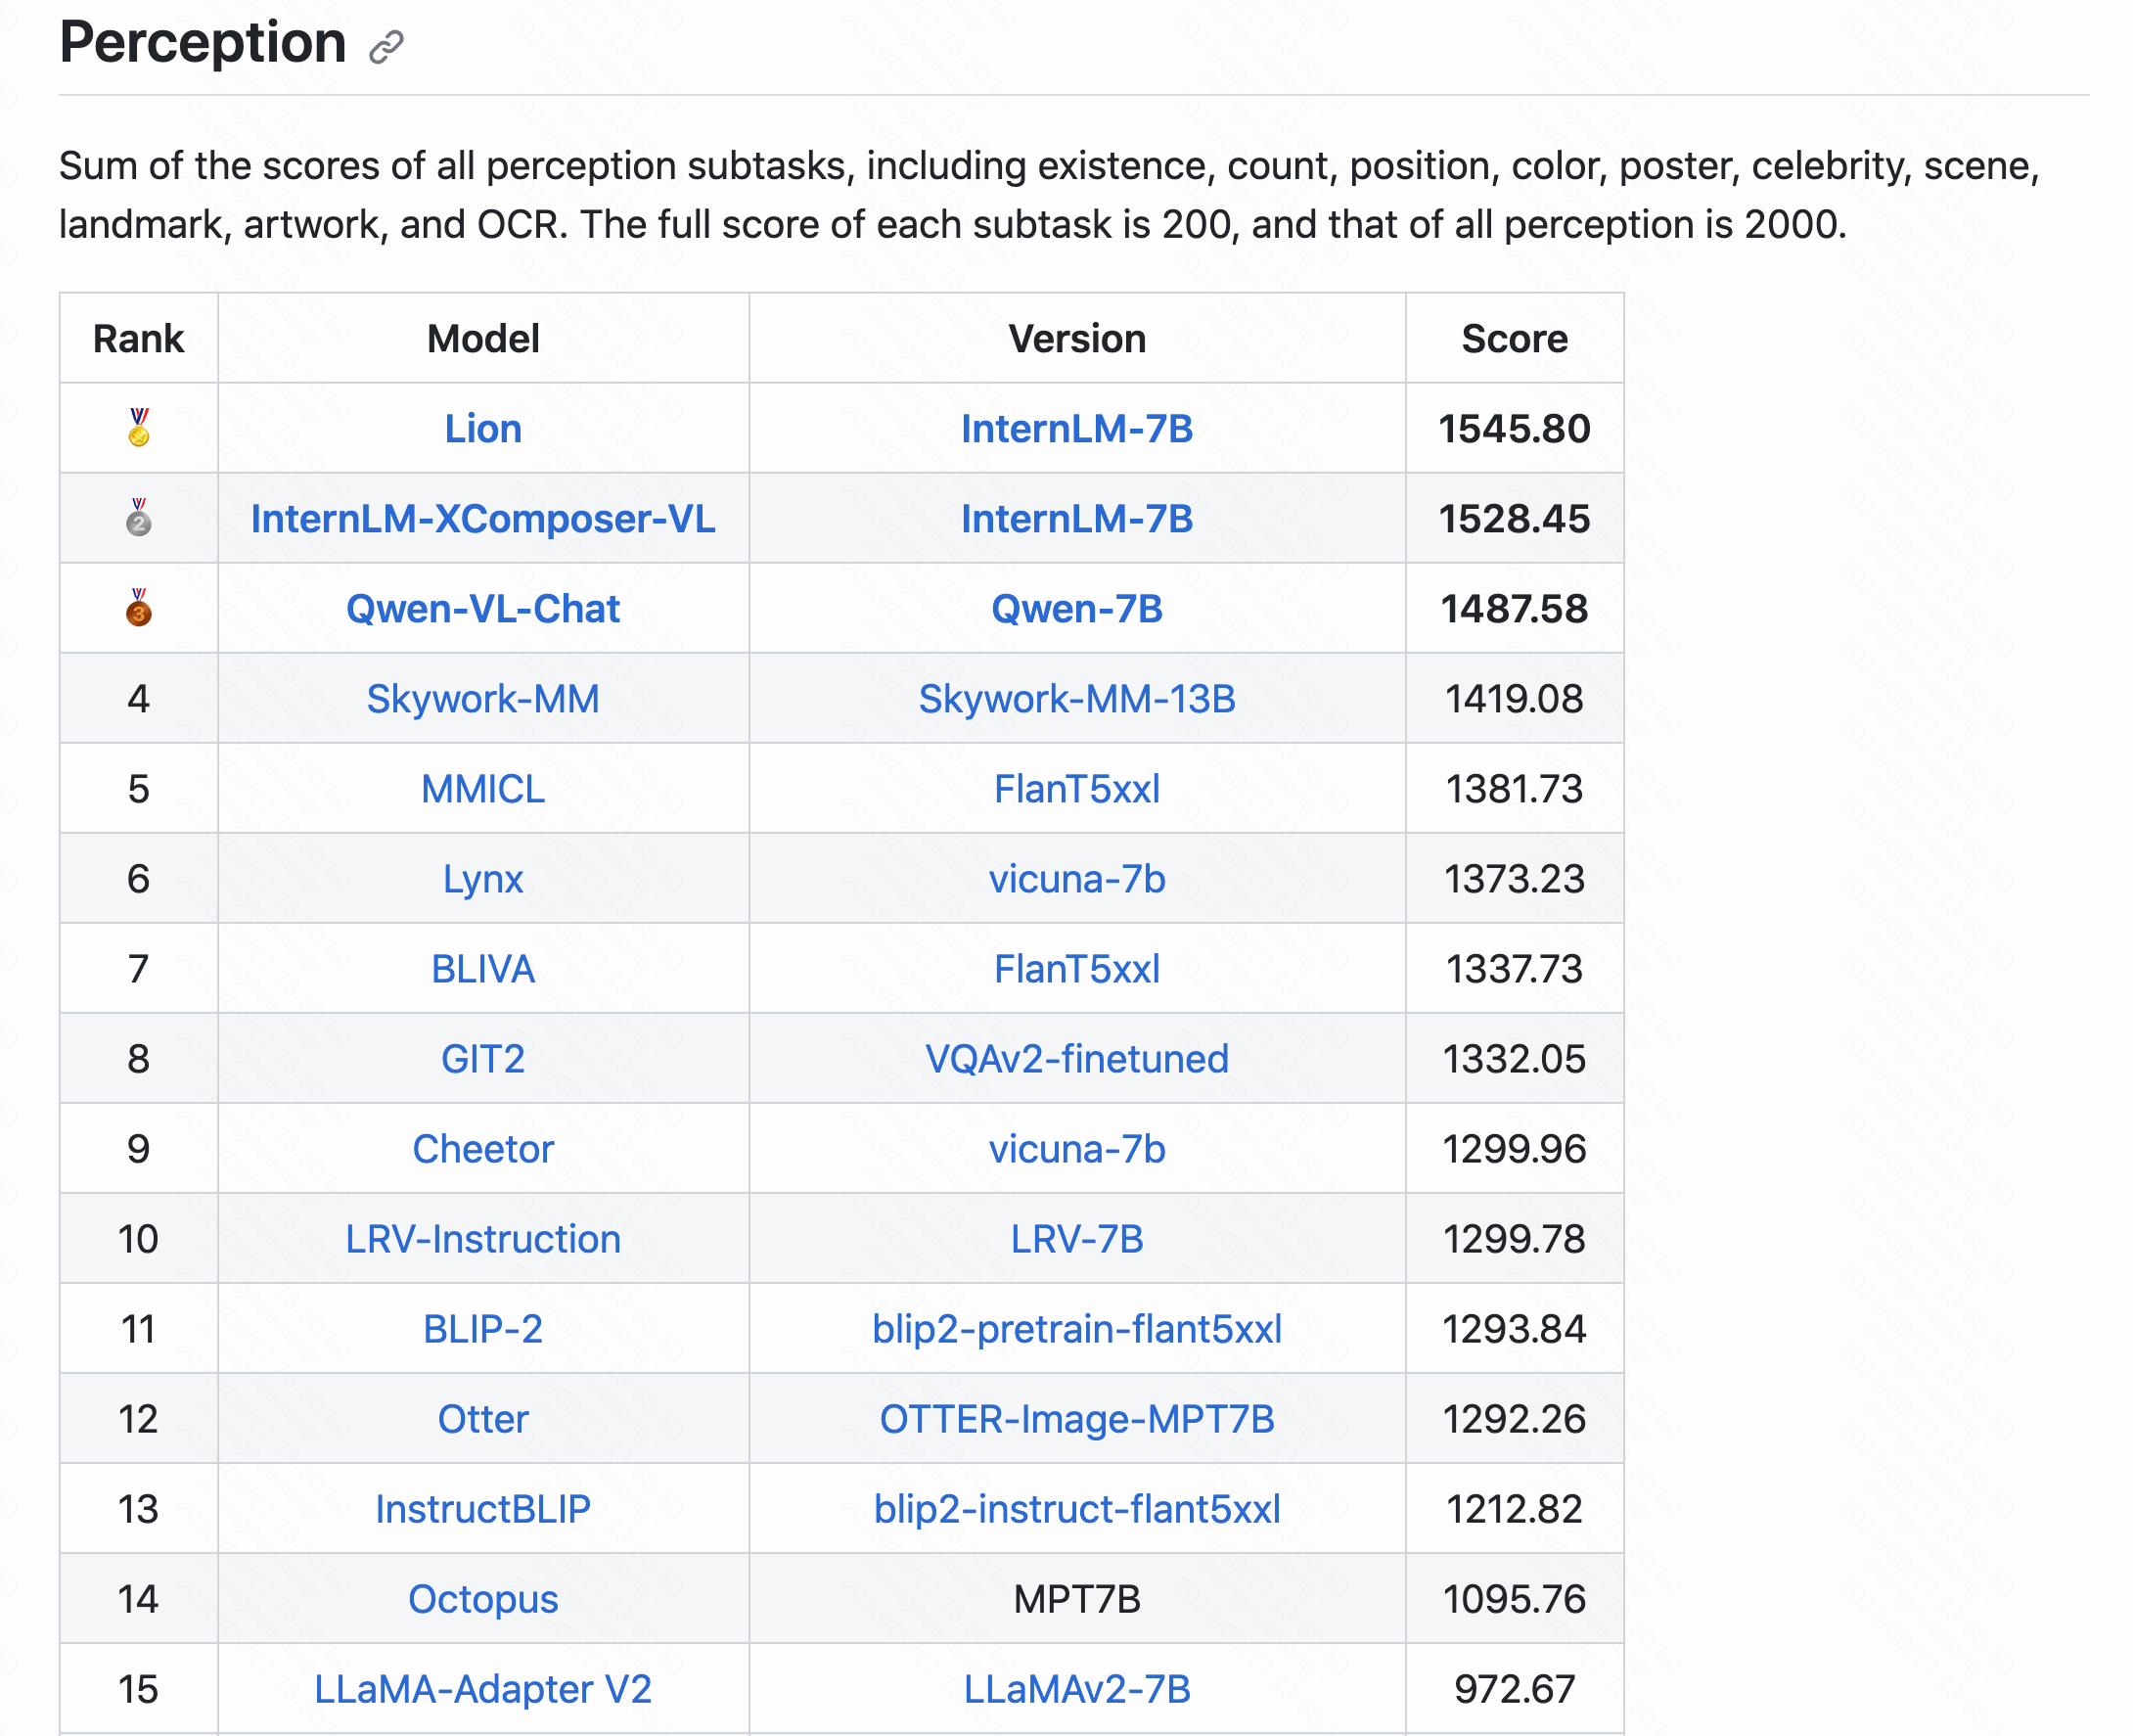 Perception
Sum of the scores of all perception subtasks, including existence, count, position, color, poster, celebrity, scene,
landmark, artwork, and OCR. The full score of each subtask is 200, and that of all perception is 2000.
Rank Model Version Score
Lion InternLM-7B 1545.80
2 InternLM-XComposer-VL InternLM-7B 1528.45
3 Qwen-VL-Chat Qwen-7B 1487.58
4 Skywork-MM Skywork-MM-13B 1419.08
5 MMICL FlanT5xxl 1381.73
6 Lynx vicuna-7b 1373.23
7 BLIVA FlanT5xxl 1337.73
8 GIT2 VQAv2-finetuned 1332.05
9 Cheetor vicuna-7b 1299.96
10 LRV-Instruction LRV-7B 1299.78
11 BLIP-2 blip2-pretrain-flant5xxl 1293.84
12 Otter OTTER-Image-MPT7B 1292.26
13 InstructBLIP blip2-instruct-flant5xxl 1212.82
14 Octopus MPT7B 1095.76
15 LLaMA-Adapter V2 LLaMAv2-7B 972.67